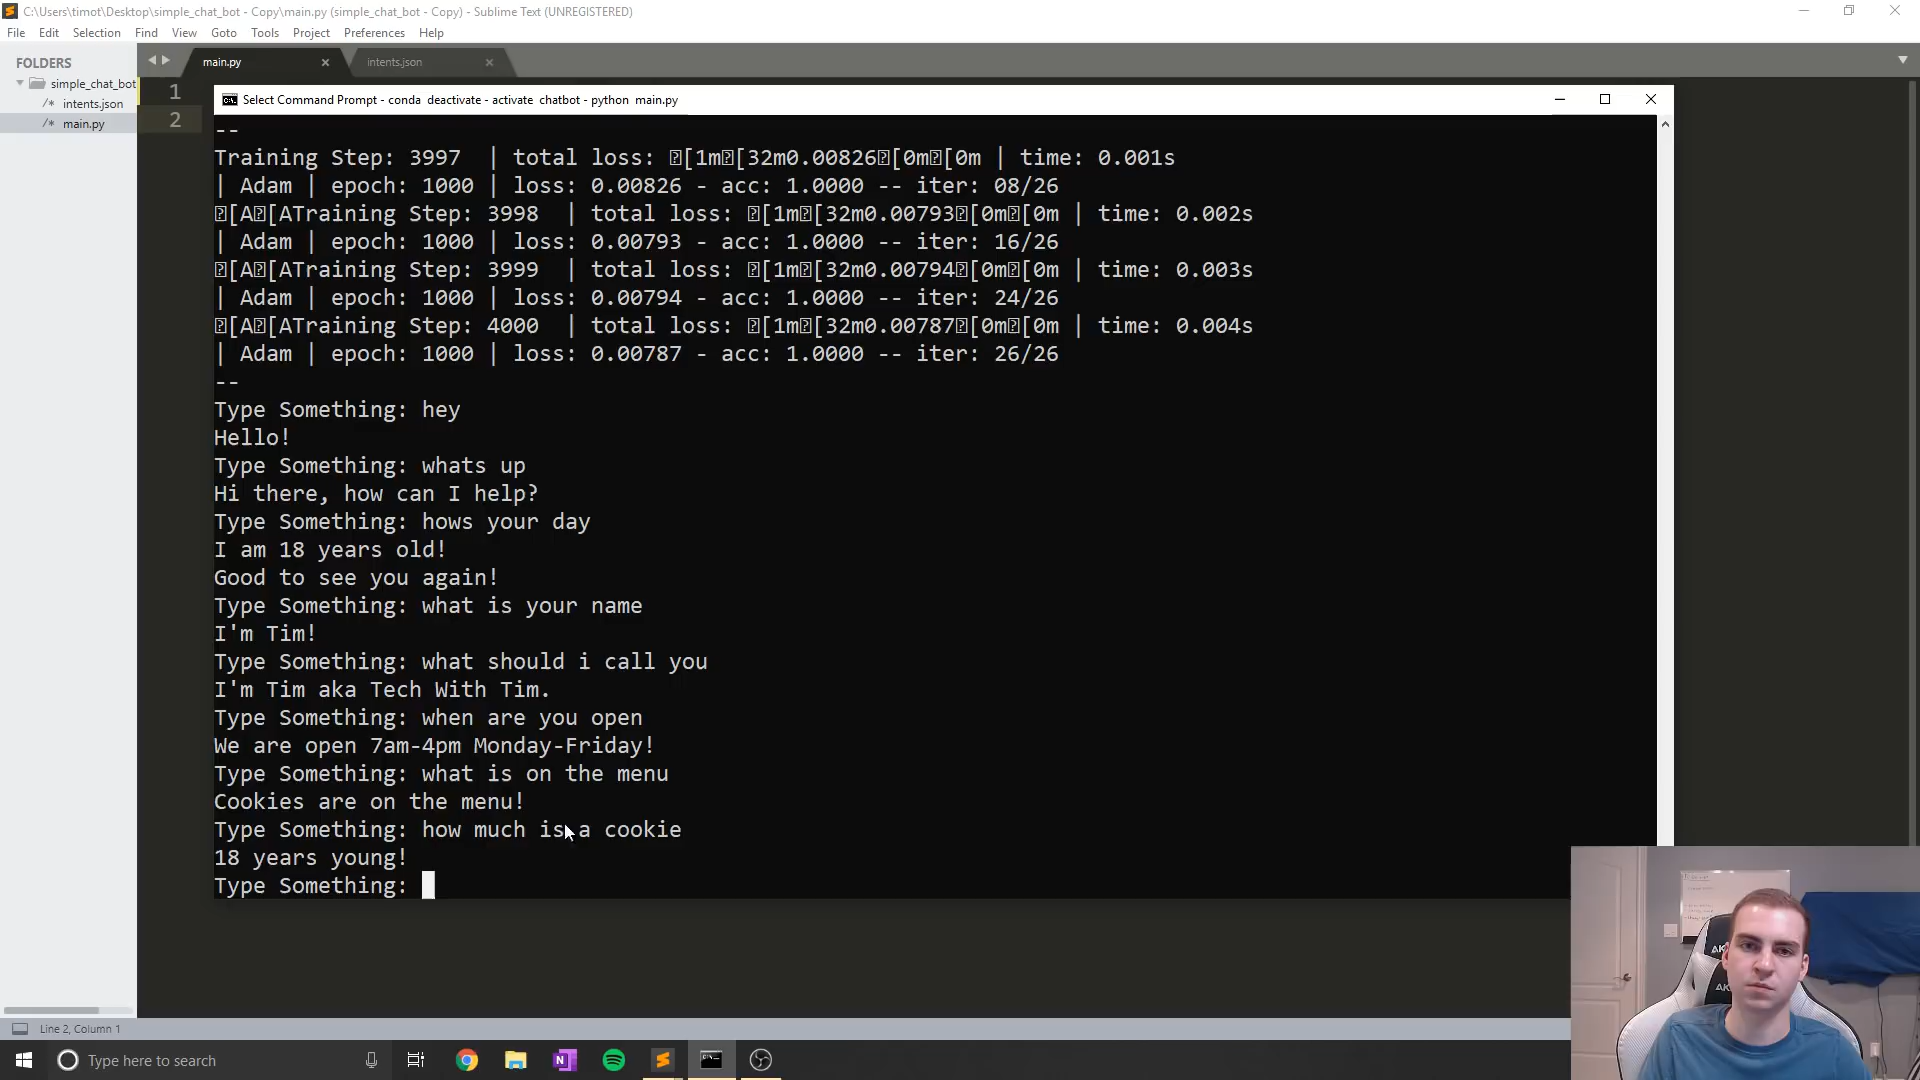 C:\Users\timot\Desktop\simple_chat_bot - Copy\main.py (simple_chat_bot - Copy) - Sublime Text (UNREGISTERED)
File Edit Selection Find View Goto Tools Project Preferences Help
FOLDERS
simple_chat_bot
intents.json
main.py
main.py
intents.json
1
2
Select Command Prompt - conda deactivate - activate chatbot - python main.py
--
Training Step: 3997 | total loss: [1m[32m0.00826[0m[0m | time: 0.001s
| Adam | epoch: 1000 | loss: 0.00826 - acc: 1.0000 -- iter: 08/26
[A[ATraining Step: 3998 | total loss: [1m[32m0.00793[0m[0m | time: 0.002s
| Adam | epoch: 1000 | loss: 0.00793 - acc: 1.0000 -- iter: 16/26
[A[ATraining Step: 3999 | total loss: [1m[32m0.00794[0m[0m | time: 0.003s
| Adam | epoch: 1000 | loss: 0.00794 - acc: 1.0000 -- iter: 24/26
[A[ATraining Step: 4000 | total loss: [1m[32m0.00787[0m[0m | time: 0.004s
| Adam | epoch: 1000 | loss: 0.00787 - acc: 1.0000 -- iter: 26/26
--
Type Something: hey
Hello!
Type Something: whats up
Hi there, how can I help?
Type Something: hows your day
I am 18 years old!
Good to see you again!
Type Something: what is your name
I'm Tim!
Type Something: what should i call you
I'm Tim aka Tech With Tim.
Type Something: when are you open
We are open 7am-4pm Monday-Friday!
Type Something: what is on the menu
Cookies are on the menu!
Type Something: how much is a cookie
18 years young!
Type Something:
Line 2, Column 1
Type here to search